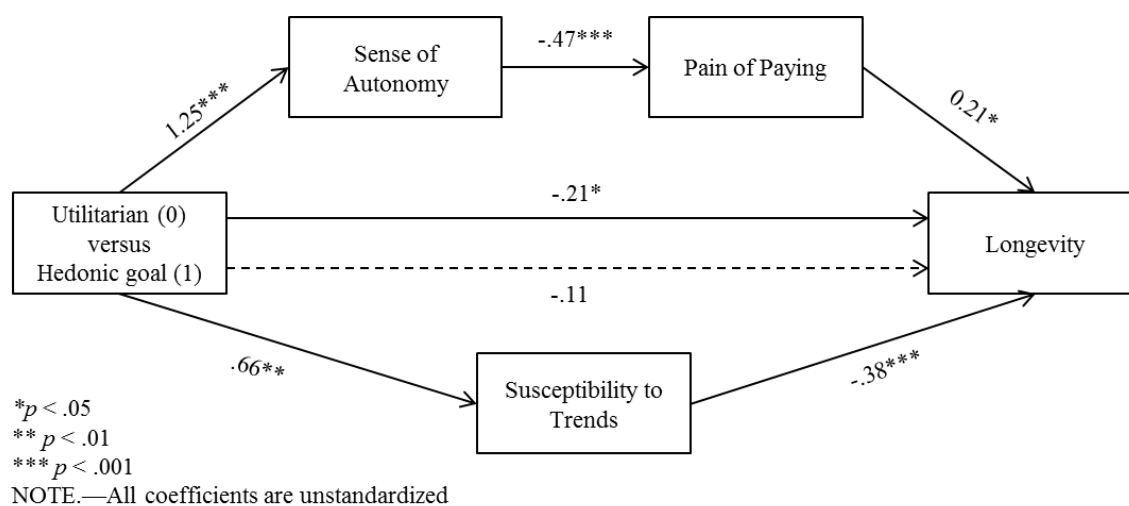 -.47***
Sense of
Autonomy
Pain of Paying
1.25***
0.21*
-.21*
Utilitarian (0)
versus
Hedonic goal (1)
Longevity
-.11
.66**
-.38***
Susceptibility to
Trends
*p < .05
** p < .01
*** p < .001
NOTE.—All coefficients are unstandardized